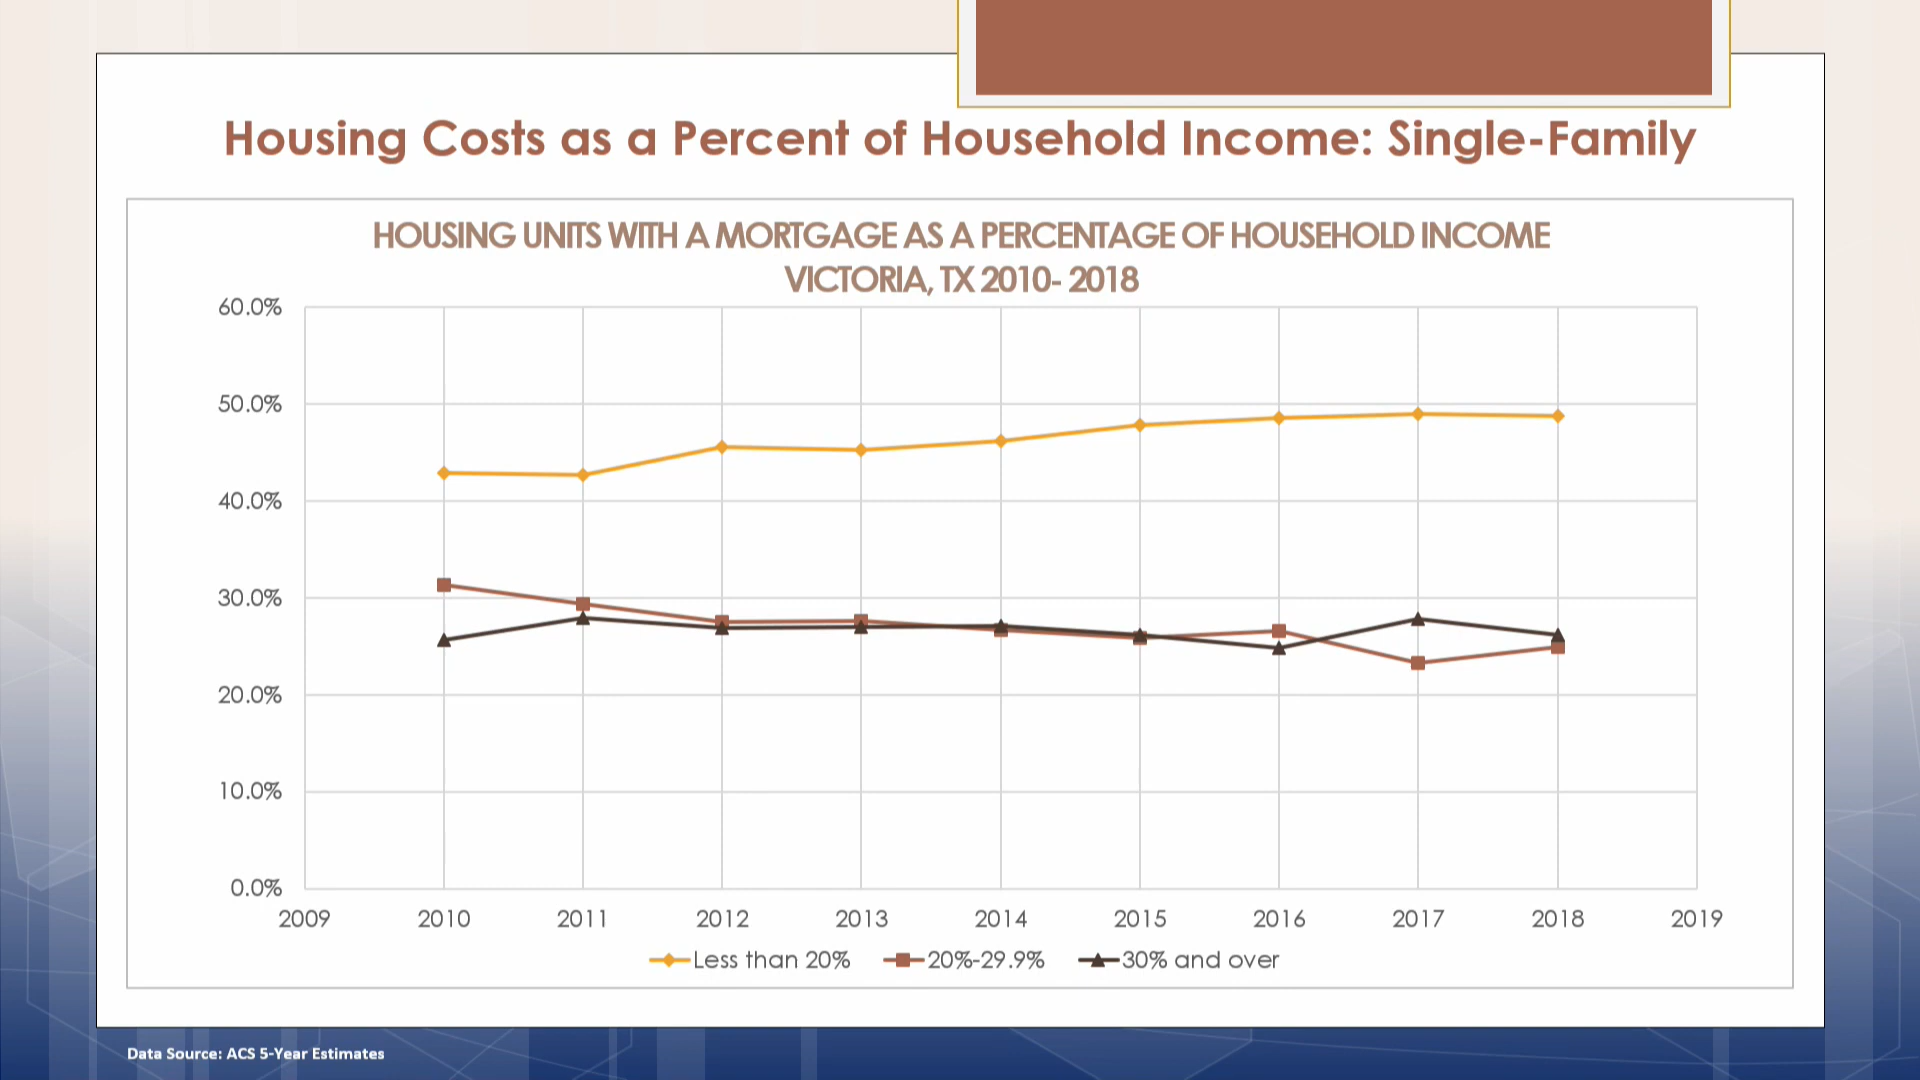 Housing Costs as a Percent of Household Income: Single-Family
HOUSING UNITS WITH A MORTGAGE AS A PERCENTAGE OF HOUSEHOLD INCOME
VICTORIA, TX 2010- 2018
60.0%
50.0%
40.0%
30.0%
20.0%
10.0%
0.0%
2009 2010 2011 2012 2013 2014 2015 2016 2017 2018 2019
Less than 20% 20%-29.9% 30% and over
Data Source: ACS 5-Year Estimates